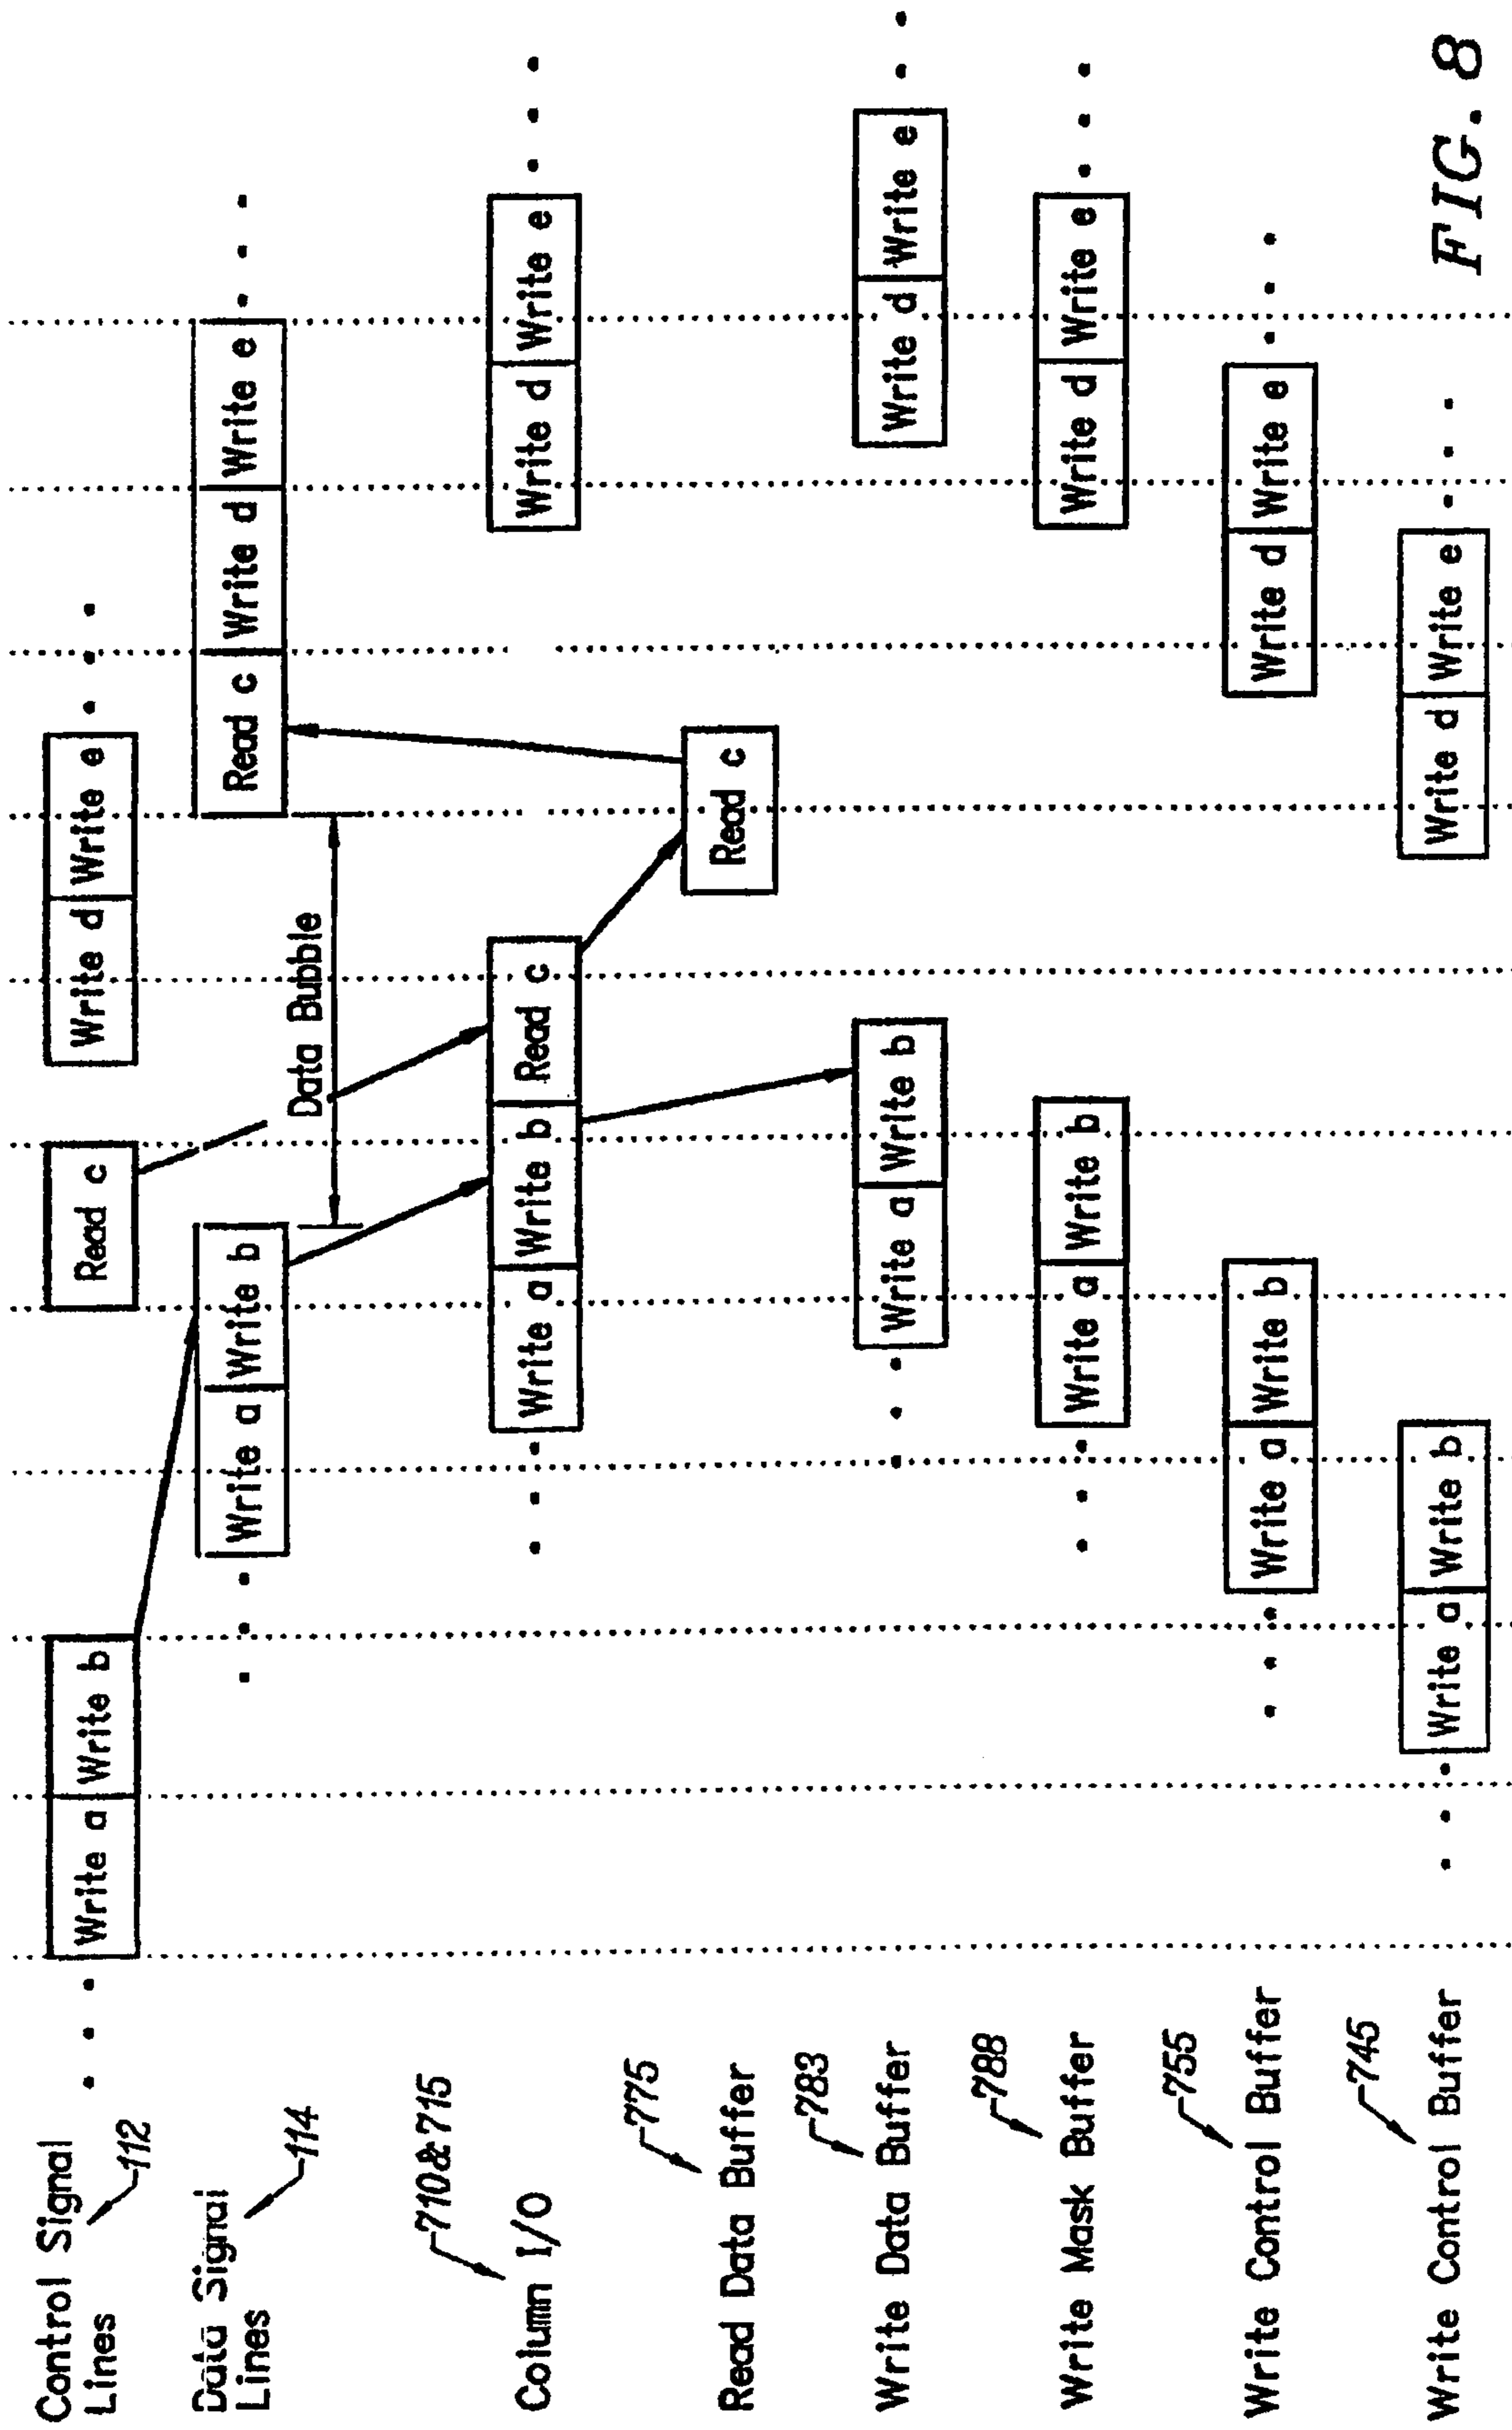 Control Signal
Lines
112
Write a Write b
Read c
Write d Write e
Data Signal
Lines
114
Write a Write b
Read c Write d Write e
Data Bubble
710&715
Column I/O
Write a Write b Read c
Write d Write e
775
Read Data Buffer
Read c
783
Write Data Buffer
Write a Write b
Write d Write e
788
Write Mask Buffer
Write a Write b
Write d Write e
755
Write Control Buffer
Write a Write b
Write d Write e
745
Write Control Buffer
Write a Write b
Write d Write e
FIG. 8